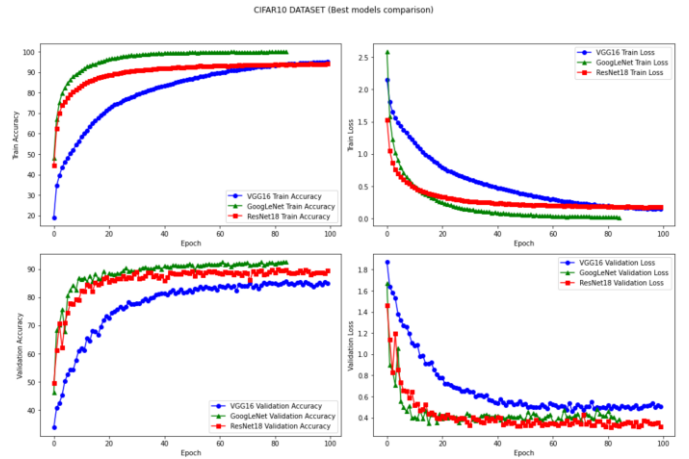 CIFAR10 DATASET (Best models comparison)
100
90
80
70
60
50
40
30
20
Train Accuracy
VGG16 Train Accuracy
GoogLeNet Train Accuracy
ResNet18 Train Accuracy
0 20 40 60 80 100
Epoch
2.5
2.0
1.5
1.0
0.5
0.0
Train Loss
VGG16 Train Loss
GoogLeNet Train Loss
ResNet18 Train Loss
0 20 40 60 80 100
Epoch
90
80
70
60
50
40
Validation Accuracy
VGG16 Validation Accuracy
GoogLeNet Validation Accuracy
ResNet18 Validation Accuracy
0 20 40 60 80 100
Epoch
1.8
1.6
1.4
1.2
1.0
0.8
0.6
0.4
Validation Loss
VGG16 Validation Loss
GoogLeNet Validation Loss
ResNet18 Validation Loss
0 20 40 60 80 100
Epoch